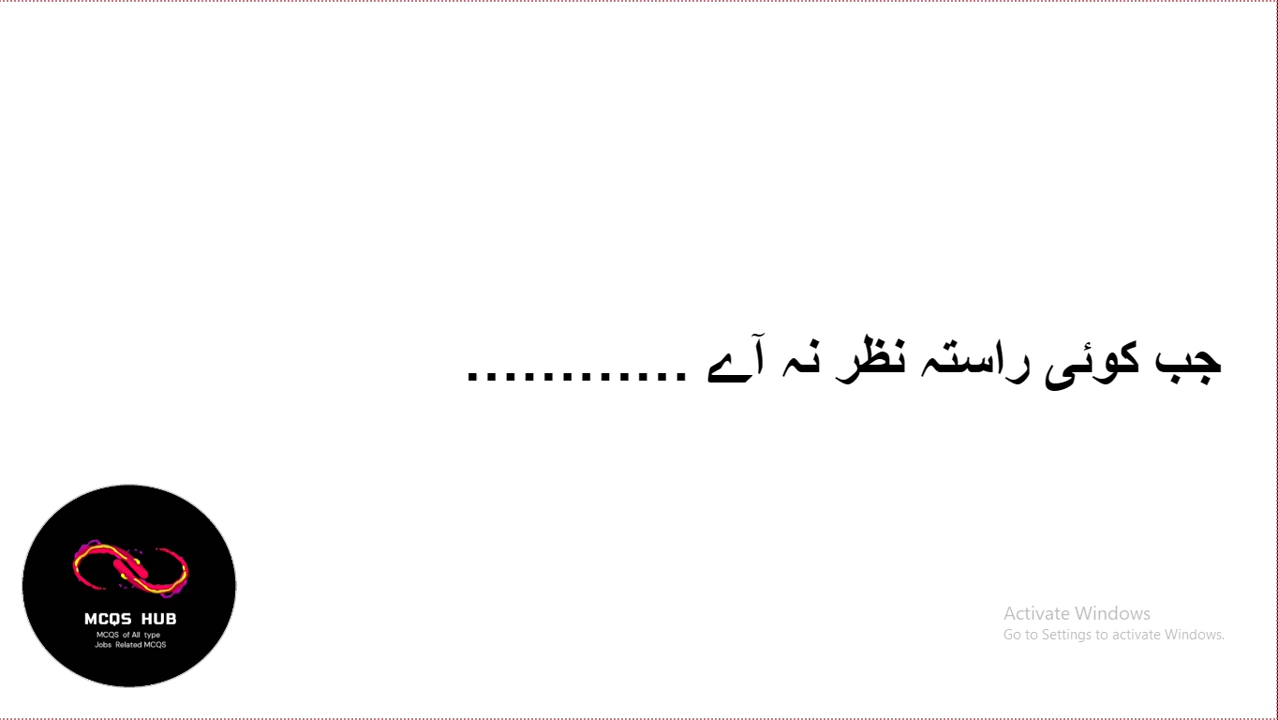 جب کوئی راستہ نظر نہ آے ............
MCQS HUB
MCQS of All type
Jobs Related MCQS
Activate Windows
Go to Settings to activate Windows.